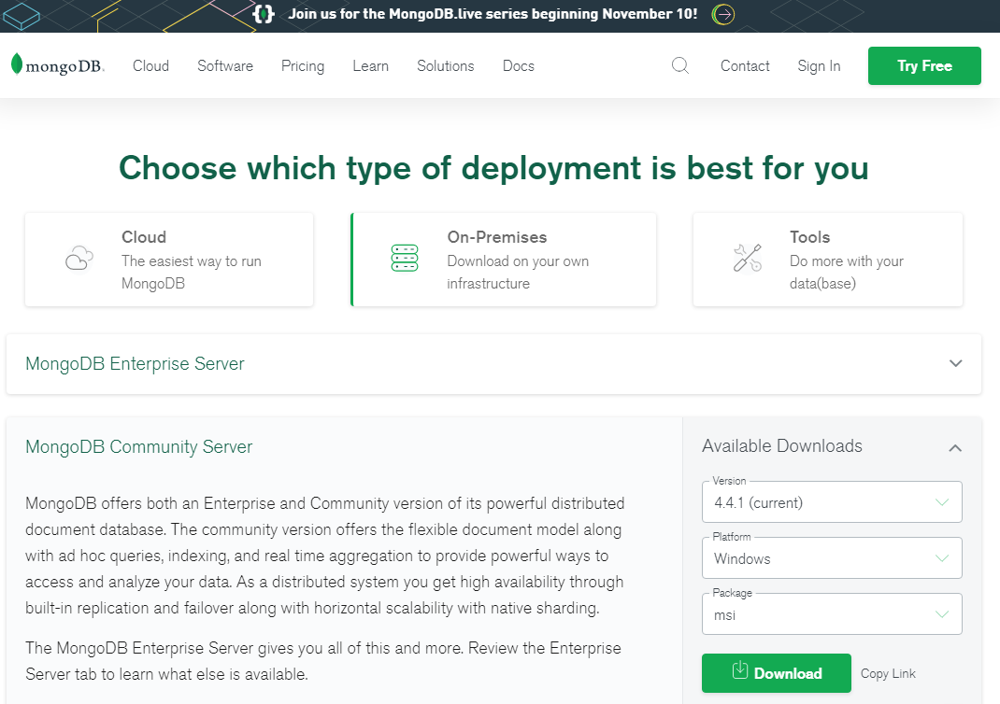 Join us for the MongoDB.live series beginning November 10!
mongoDB.
Cloud
Software
Pricing
Learn
Solutions
Docs
Contact
Sign In
Try Free
Choose which type of deployment is best for you
Cloud
The easiest way to run
MongoDB
On-Premises
Download on your own
infrastructure
Tools
Do more with your
data(base)
MongoDB Enterprise Server
MongoDB Community Server
MongoDB offers both an Enterprise and Community version of its powerful distributed
document database. The community version offers the flexible document model along
with ad hoc queries, indexing, and real time aggregation to provide powerful ways to
access and analyze your data. As a distributed system you get high availability through
built-in replication and failover along with horizontal scalability with native sharding.
The MongoDB Enterprise Server gives you all of this and more. Review the Enterprise
Server tab to learn what else is available.
Available Downloads
Version
4.4.1 (current)
Platform
Windows
Package
msi
Download
Copy Link